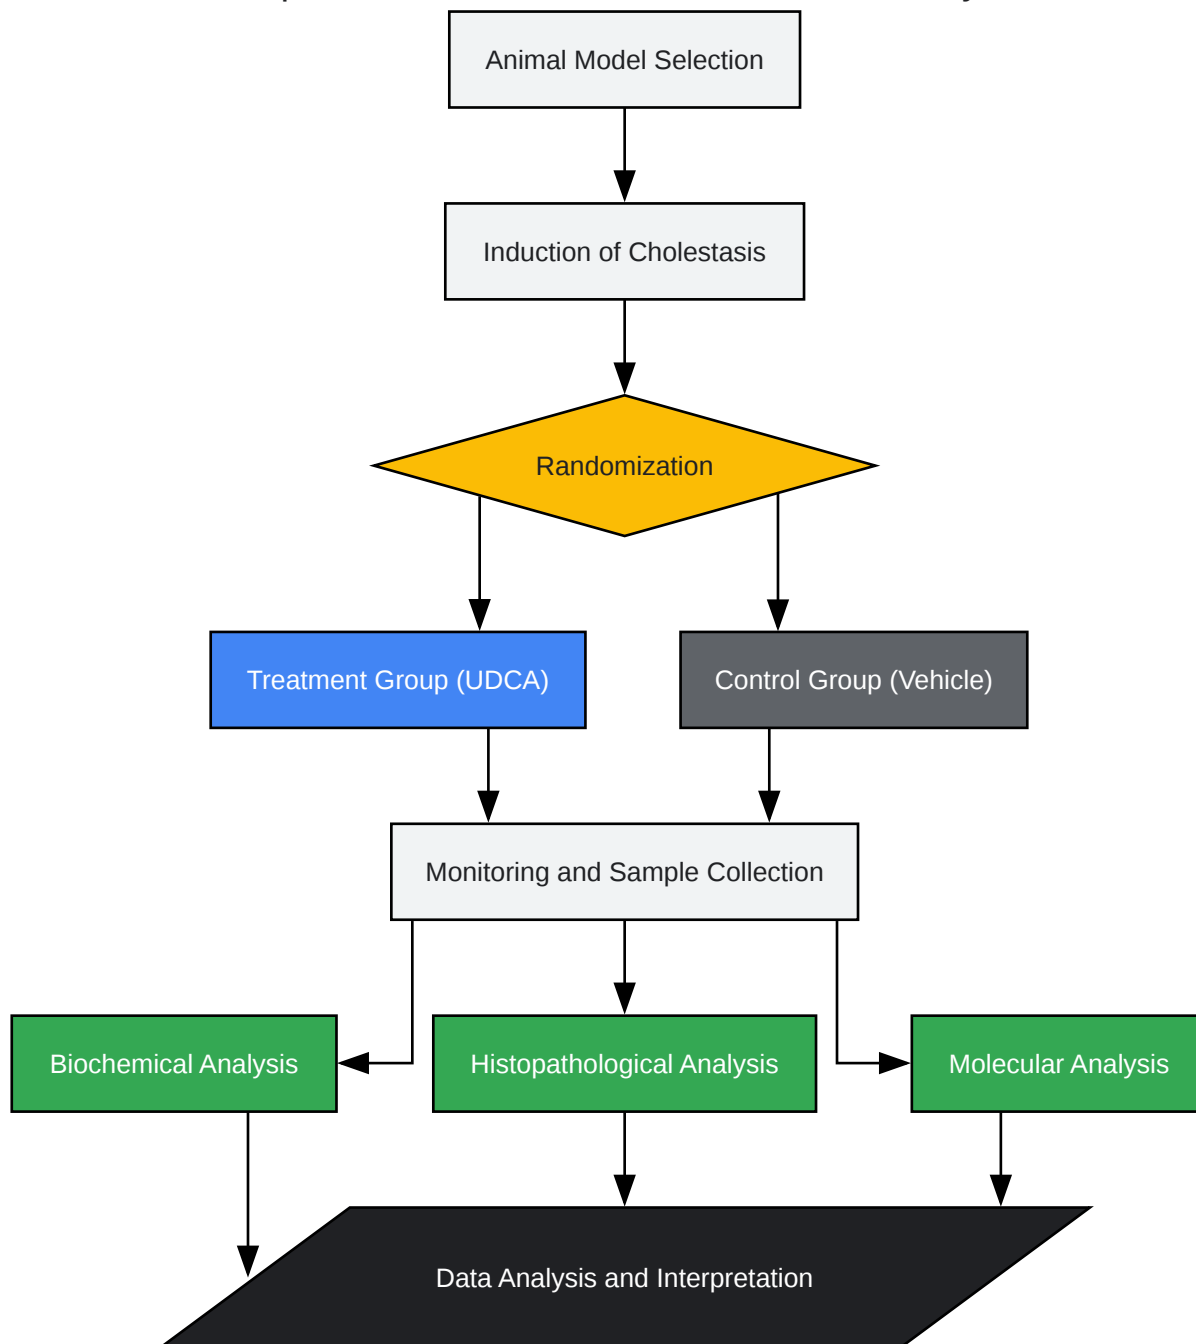 Animal Model Selection
Induction of Cholestasis
Randomization
Treatment Group (UDCA)
Control Group (Vehicle)
Monitoring and Sample Collection
Biochemical Analysis
Histopathological Analysis
Molecular Analysis
Data Analysis and Interpretation